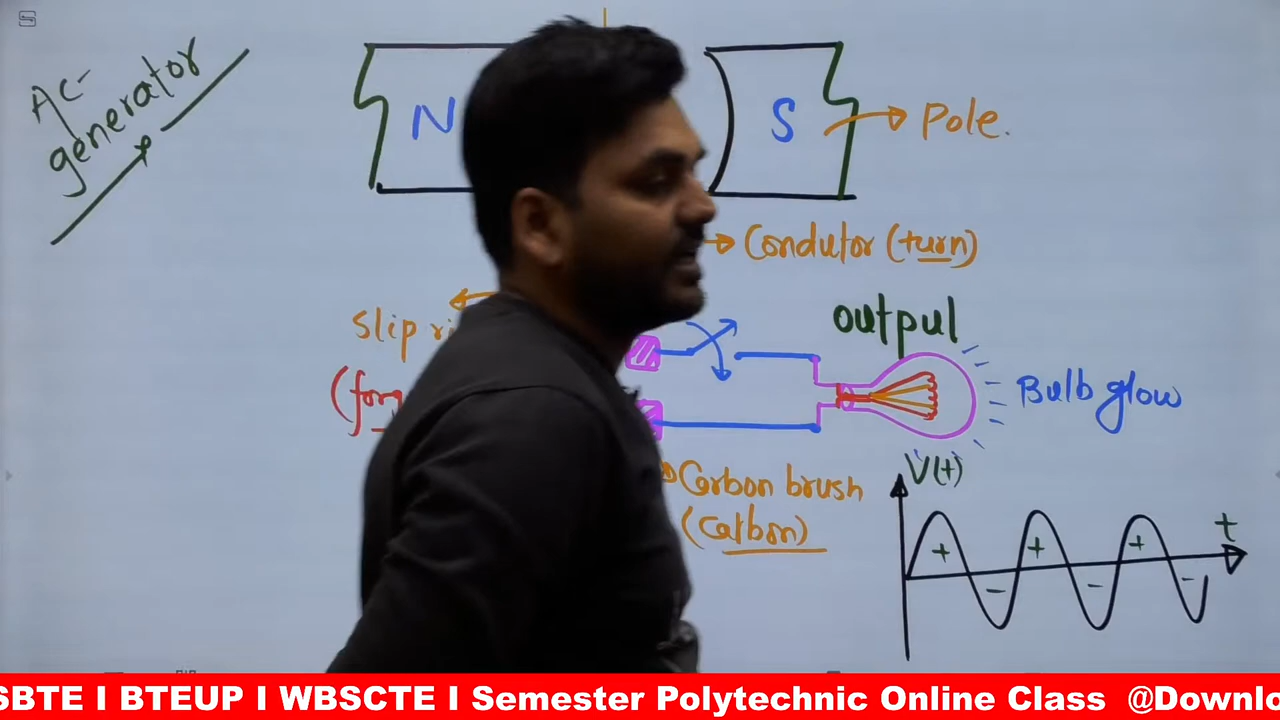 Ac-
generator
N
S
Pole.
Condutor (turn)
Slip
output
Bulb glow
Carbon brush
(Carbon)
V(t)
t
+
+
+
-
-
-
SBTE I BTEUP I WBSCTE I Semester Polytechnic Online Class @Downlo